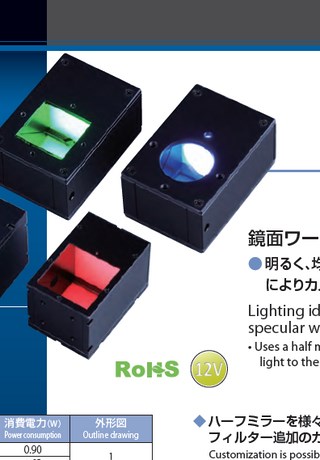 鏡面ワー
明るく、均
によりカ
Lighting id
specular w
• Uses a half m
light to the
RoHS
12V
消費電力(W)
Power consumption
外形図
Outline drawing
0.90
1
◆ハーフミラーを様々
フィルター追加のカ
Customization is possib